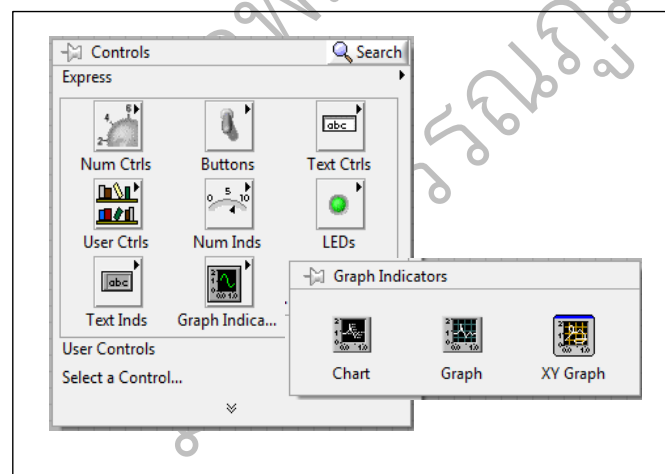 Controls
Search
Express
Num Ctrls Buttons Text Ctrls
User Ctrls Num Inds LEDs
Text Inds Graph Indica...
User Controls
Select a Control...
Graph Indicators
Chart Graph XY Graph